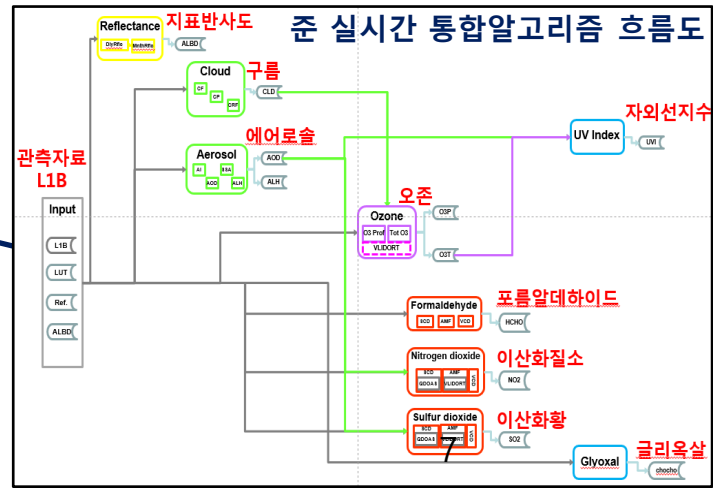 준 실시간 통합알고리즘 흐름도
Reflectance
지표반사도
DlyRflc
MnthRflc
ALBD
Cloud
구름
CF
CP
CRF
CLD
Aerosol
에어로솔
AI
SSA
AOD
ALH
AOD
ALH
관측자료
L1B
Input
L1B
LUT
Ref.
ALBD
자외선지수
UV Index
UVI
오존
Ozone
O3 Prof
Tot O3
VLIDORT
O3P
O3T
Formaldehyde
포름알데하이드
SCD
AMF
VCD
HCHO
Nitrogen dioxide
이산화질소
SCD
AMF
VCD
QDOAS
VLIDORT
NO2
Sulfur dioxide
이산화황
SCD
AMF
VCD
QDOAS
SO2
7
글리옥살
Glyoxal
chocho